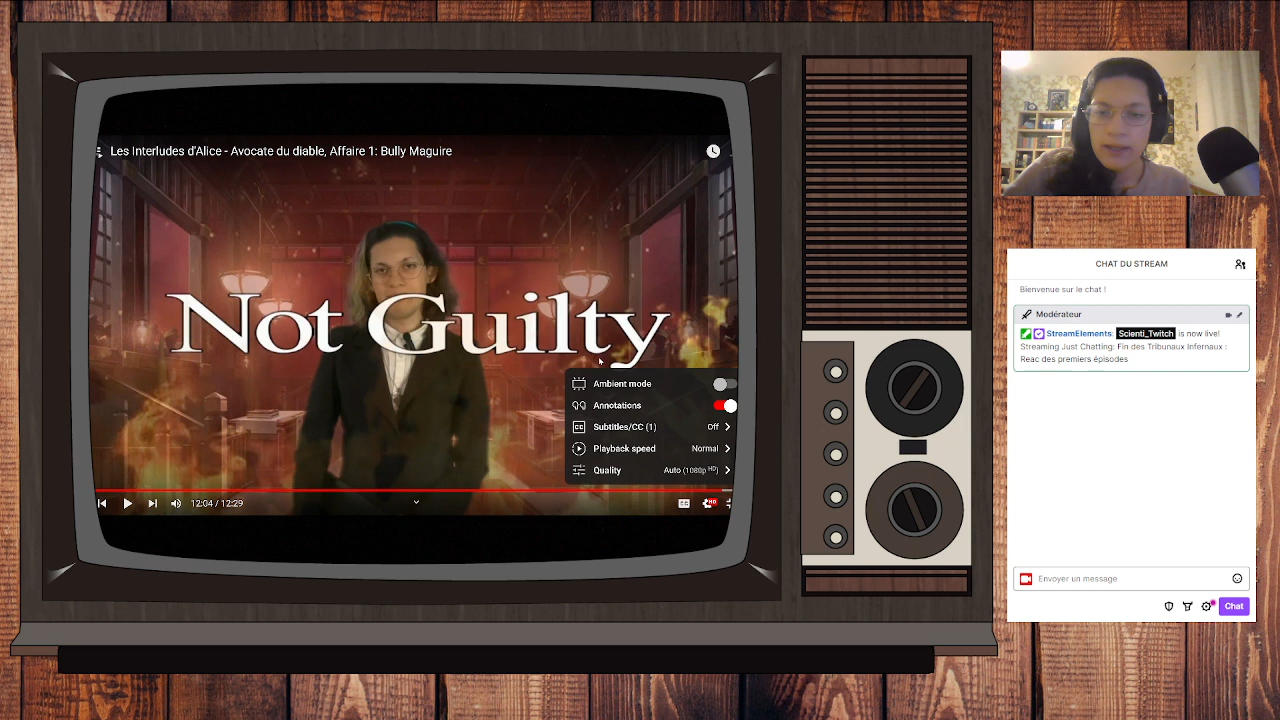 Les Interludes d'Alice - Avocate du diable, Affaire 1: Bully Maguire
Not Guilty
Ambient mode
Annotations
Subtitles/CC (1) Off
Playback speed Normal
Quality Auto (1080p HD)
12:04 / 12:29
CC
HD
CHAT DU STREAM
Bienvenue sur le chat !
Modérateur
StreamElements: Scienti_Twitch is now live!
Streaming Just Chatting: Fin des Tribunaux Infernaux :
Reac des premiers épisodes
Envoyer un message
Chat